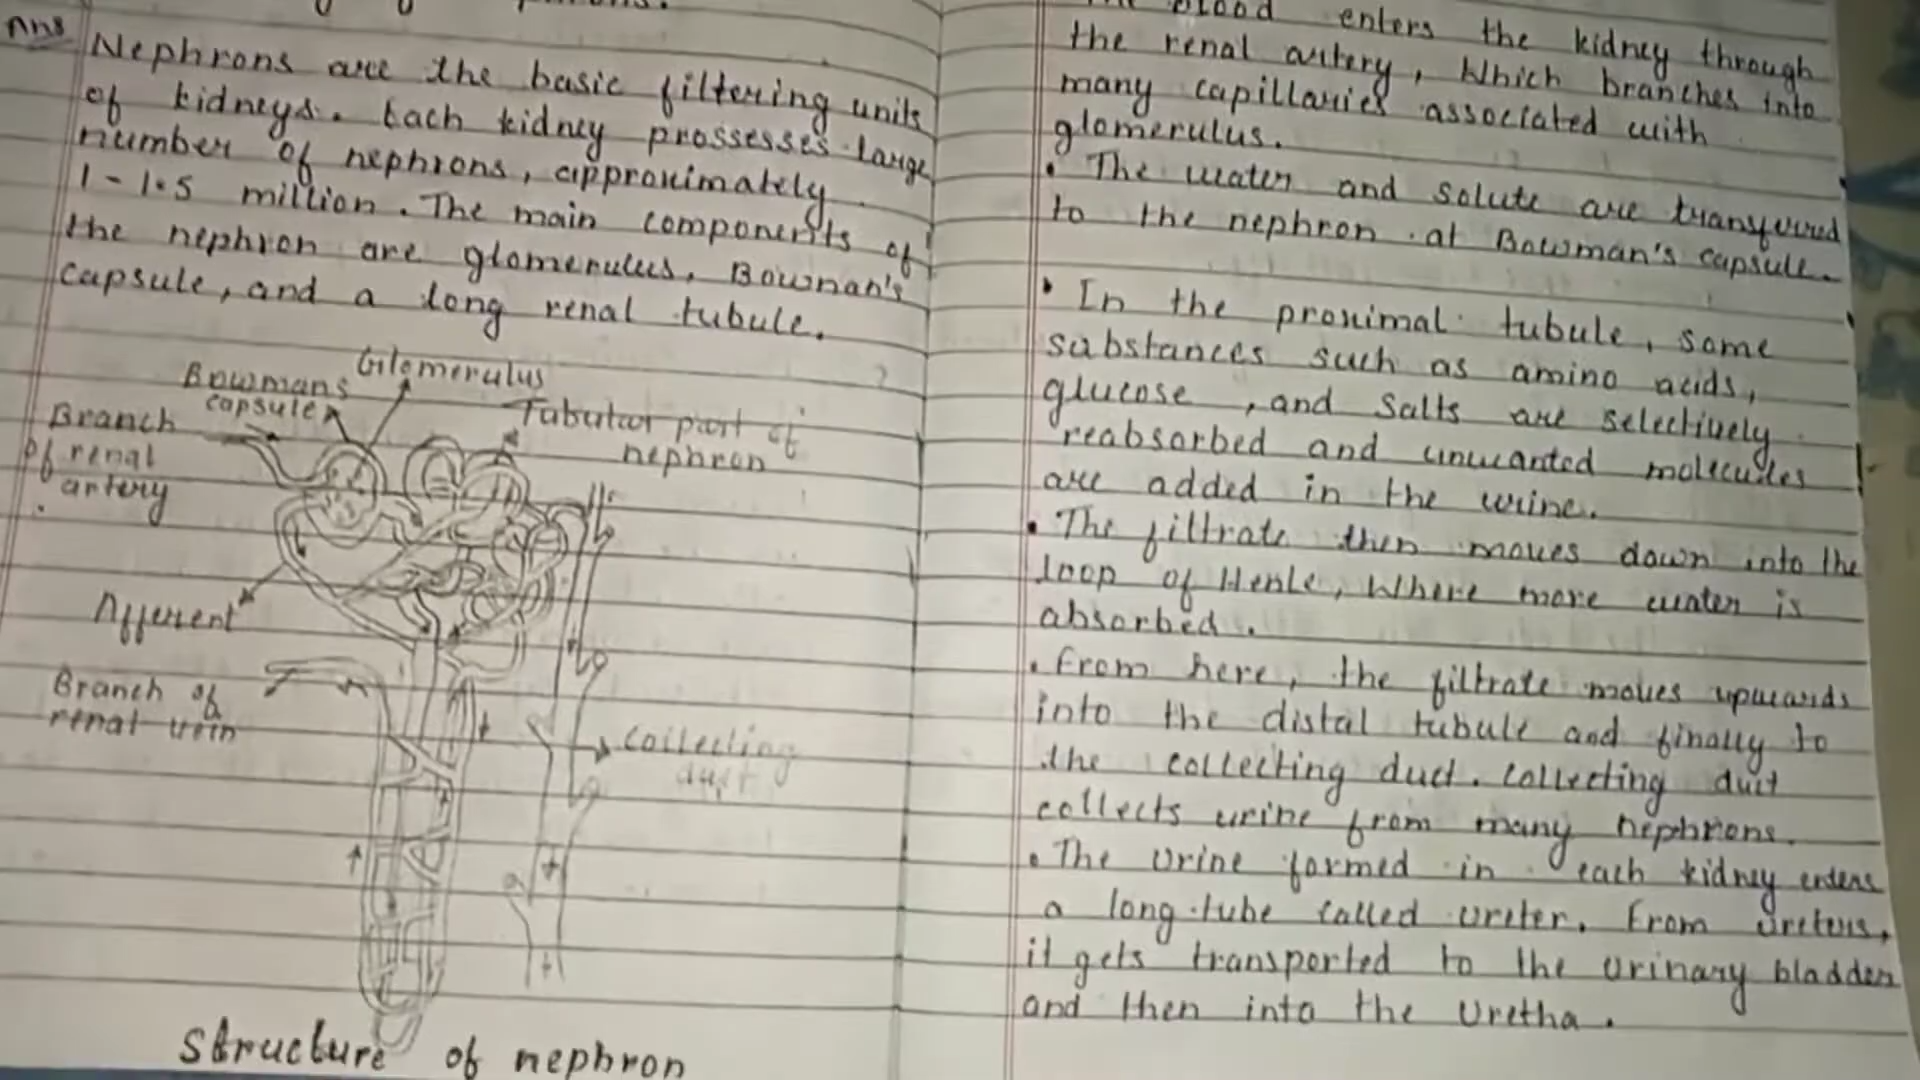 Ans
Nephrons are the basic filtering units
of kidneys. Each kidney prossesses large
number of nephrons, approximately
1-1.5 million. The main components of
the nephron are glomerulus, Bowman's
capsule, and a long renal tubule.
Glomerulus
Bowmans
capsule
Tubular part of
nephron
Branch
of renal
artery
Afferent
Branch of
renal vein
Collecting
duct
Structure of nephron
blood enters the kidney through
the renal artery, Which branches into
many capillaries associated with
glomerulus.
• The water and solute are transferred
to the nephron at Bowman's capsule.
• In the proximal tubule, some
substances such as amino acids,
glucose, and Salts are selectively
reabsorbed and unwanted molecules
are added in the urine.
• The filtrate then moves down into the
loop of Henle, Where more water is
absorbed.
• From here, the filtrate moves upwards
into the distal tubule and finally to
the collecting duct. Collecting duct
collects urine from many nephrons.
• The Urine formed in each kidney enters
a long tube called ureter. From Ureters,
it gets transported to the urinary bladder
and then into the Uretha.